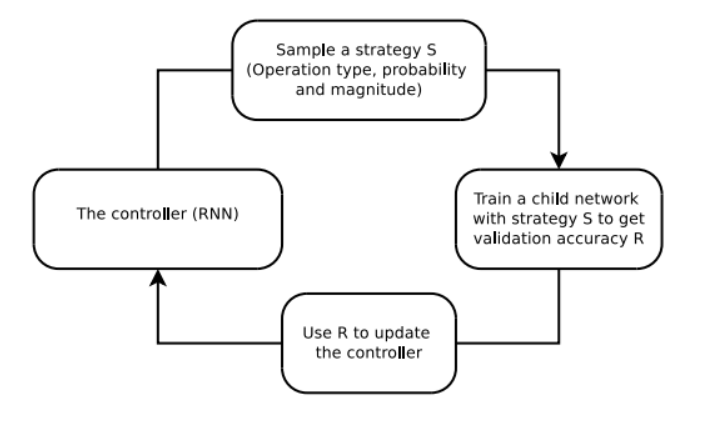 Sample a strategy S
(Operation type, probability
and magnitude)
The controller (RNN)
Train a child network
with strategy S to get
validation accuracy R
Use R to update
the controller